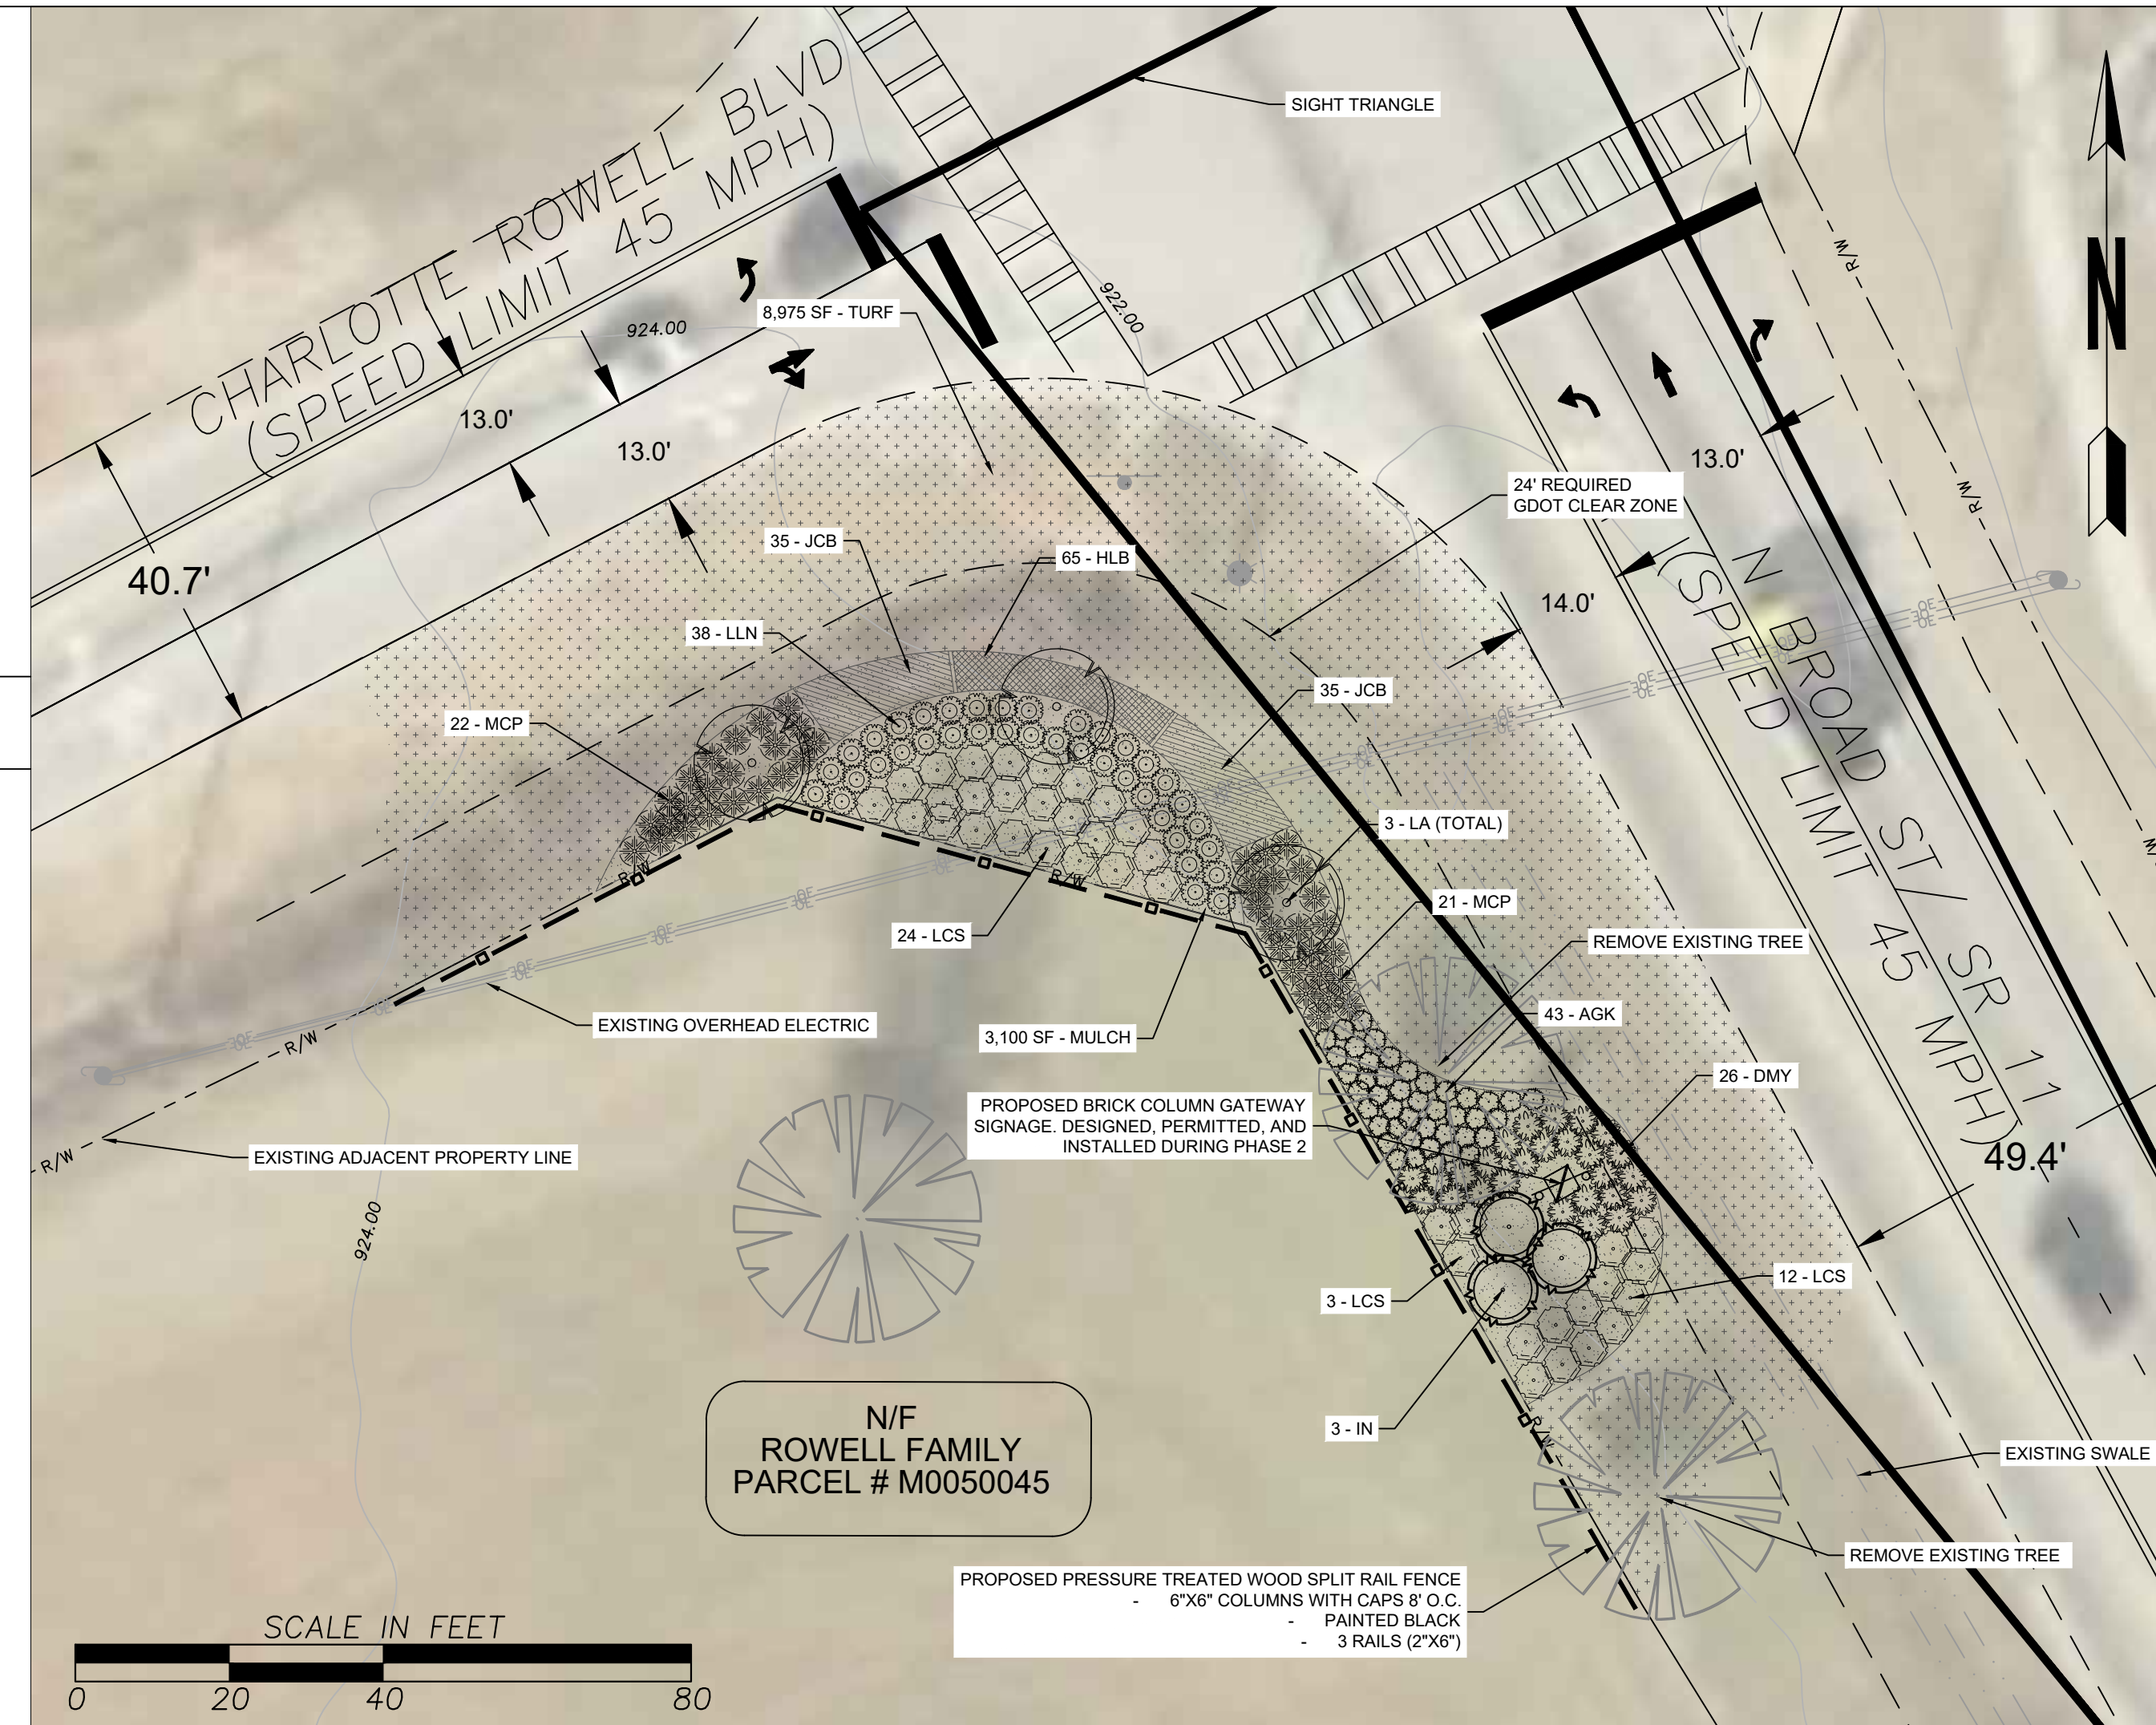 SIGHT TRIANGLE
CHARLOTTE ROWELL BLVD
(SPEED LIMIT 45 MPH)
R/W
N
922.00
8,975 SF - TURF
924.00
13.0'
13.0'
13.0'
24' REQUIRED
GDOT CLEAR ZONE
R/W
35 - JCB
65 - HLB
40.7'
14.0'
N BROAD ST / SR 11
(SPEED LIMIT 45 MPH)
OE
OE
38 - LLN
35 - JCB
22 - MCP
3 - LA (TOTAL)
R/W
R/W
21 - MCP
24 - LCS
REMOVE EXISTING TREE
43 - AGK
EXISTING OVERHEAD ELECTRIC
3,100 SF - MULCH
R/W
26 - DMY
PROPOSED BRICK COLUMN GATEWAY
SIGNAGE. DESIGNED, PERMITTED, AND
INSTALLED DURING PHASE 2
R/W
EXISTING ADJACENT PROPERTY LINE
49.4'
924.00
3 - LCS
12 - LCS
N/F
ROWELL FAMILY
PARCEL # M0050045
3 - IN
R/W
EXISTING SWALE
REMOVE EXISTING TREE
PROPOSED PRESSURE TREATED WOOD SPLIT RAIL FENCE
- 6"X6" COLUMNS WITH CAPS 8' O.C.
- PAINTED BLACK
- 3 RAILS (2"X6")
SCALE IN FEET
0 20 40 80